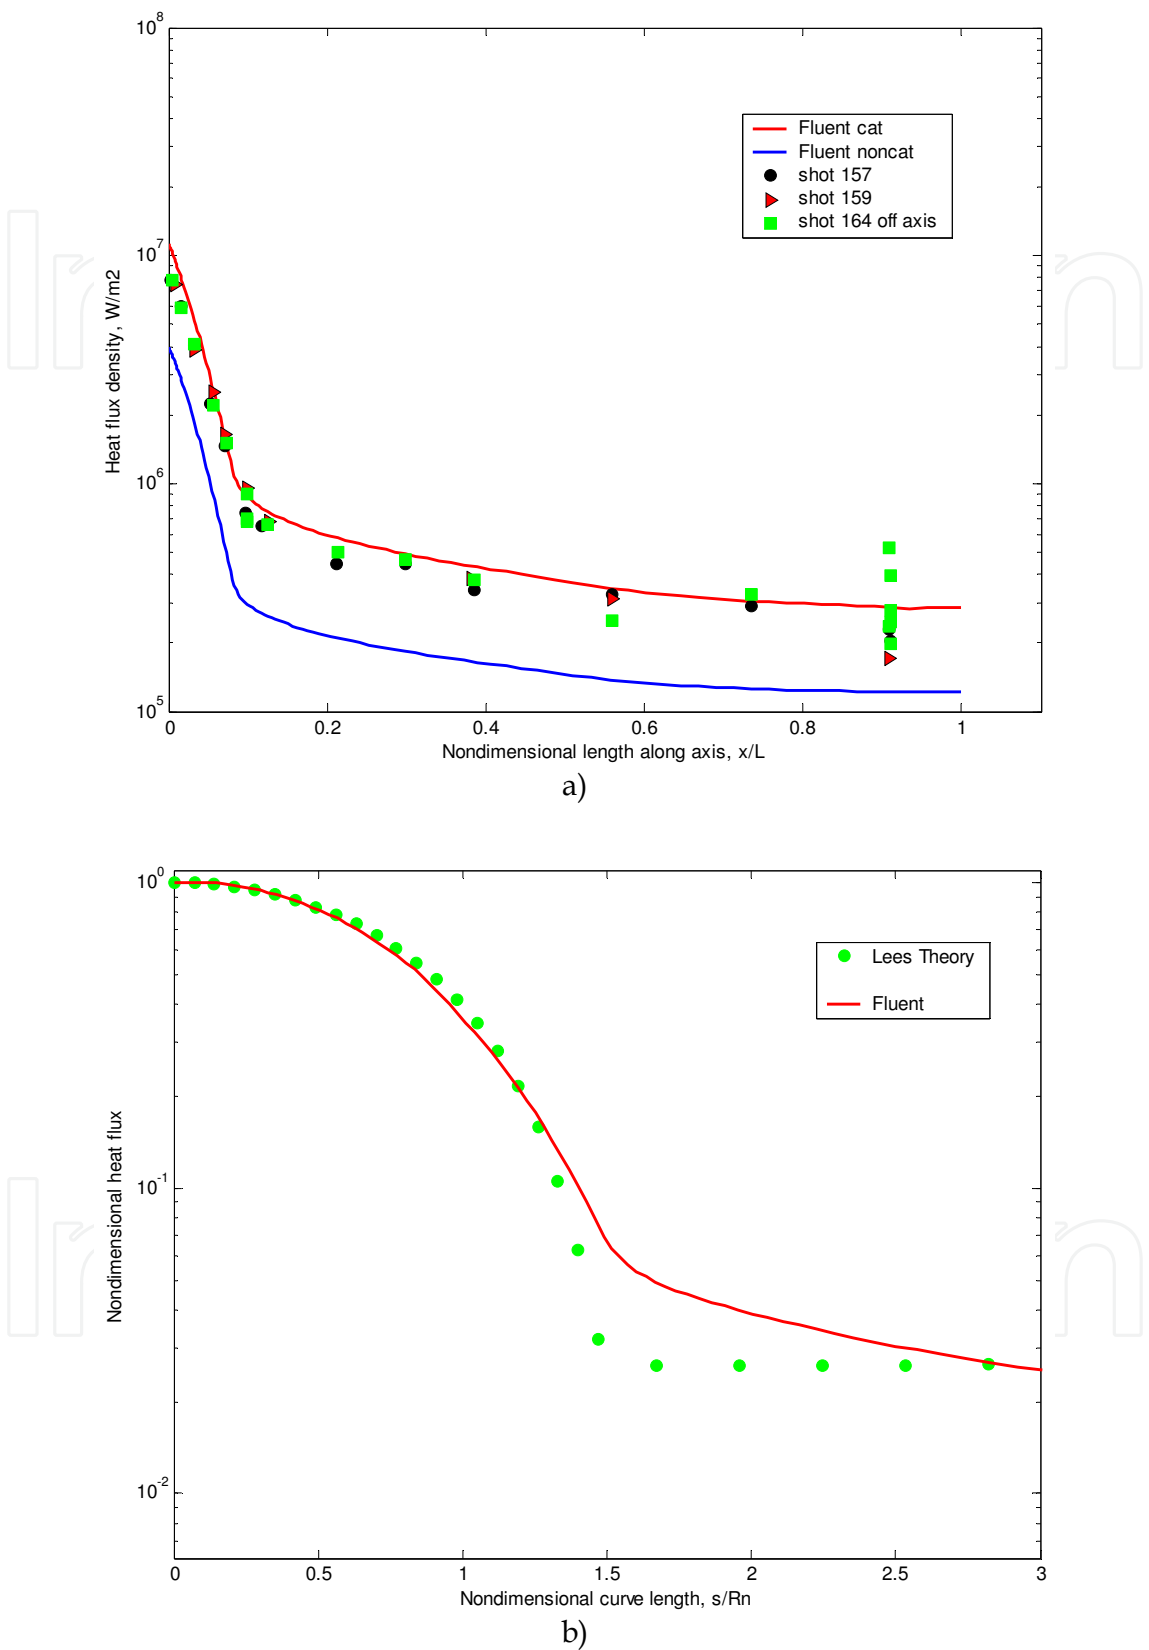 10^8
Fluent cat
Fluent noncat
shot 157
shot 159
shot 164 off axis
10^7
Heat flux density, W/m2
10^6
10^5
0 0.2 0.4 0.6 0.8 1
Nondimensional length along axis, x/L
a)
10^0
Lees Theory
Fluent
Nondimensional heat flux
10^-1
10^-2
0 0.5 1 1.5 2 2.5 3
Nondimensional curve length, s/Rn
b)